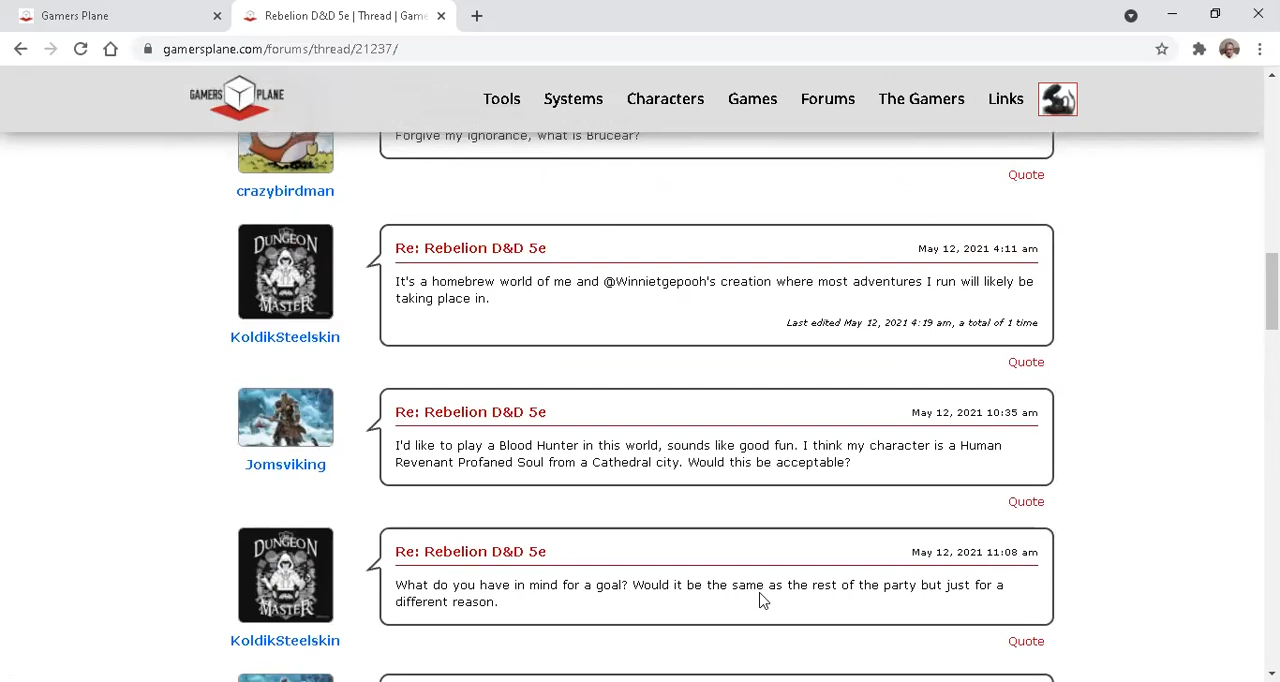 Gamers Plane
Rebelion D&D 5e | Thread | Game
gamersplane.com/forums/thread/21237/
GAMERS PLANE
Tools Systems Characters Games Forums The Gamers Links
Forgive my ignorance, what is Brucear?
crazybirdman
Quote
DUNGEON
MASTER
KoldikSteelskin
Re: Rebelion D&D 5e May 12, 2021 4:11 am
It's a homebrew world of me and @Winnietgepooh's creation where most adventures I run will likely be
taking place in.
Last edited May 12, 2021 4:19 am, a total of 1 time
Quote
Jomsviking
Re: Rebelion D&D 5e May 12, 2021 10:35 am
I'd like to play a Blood Hunter in this world, sounds like good fun. I think my character is a Human
Revenant Profaned Soul from a Cathedral city. Would this be acceptable?
Quote
DUNGEON
MASTER
KoldikSteelskin
Re: Rebelion D&D 5e May 12, 2021 11:08 am
What do you have in mind for a goal? Would it be the same as the rest of the party but just for a
different reason.
Quote